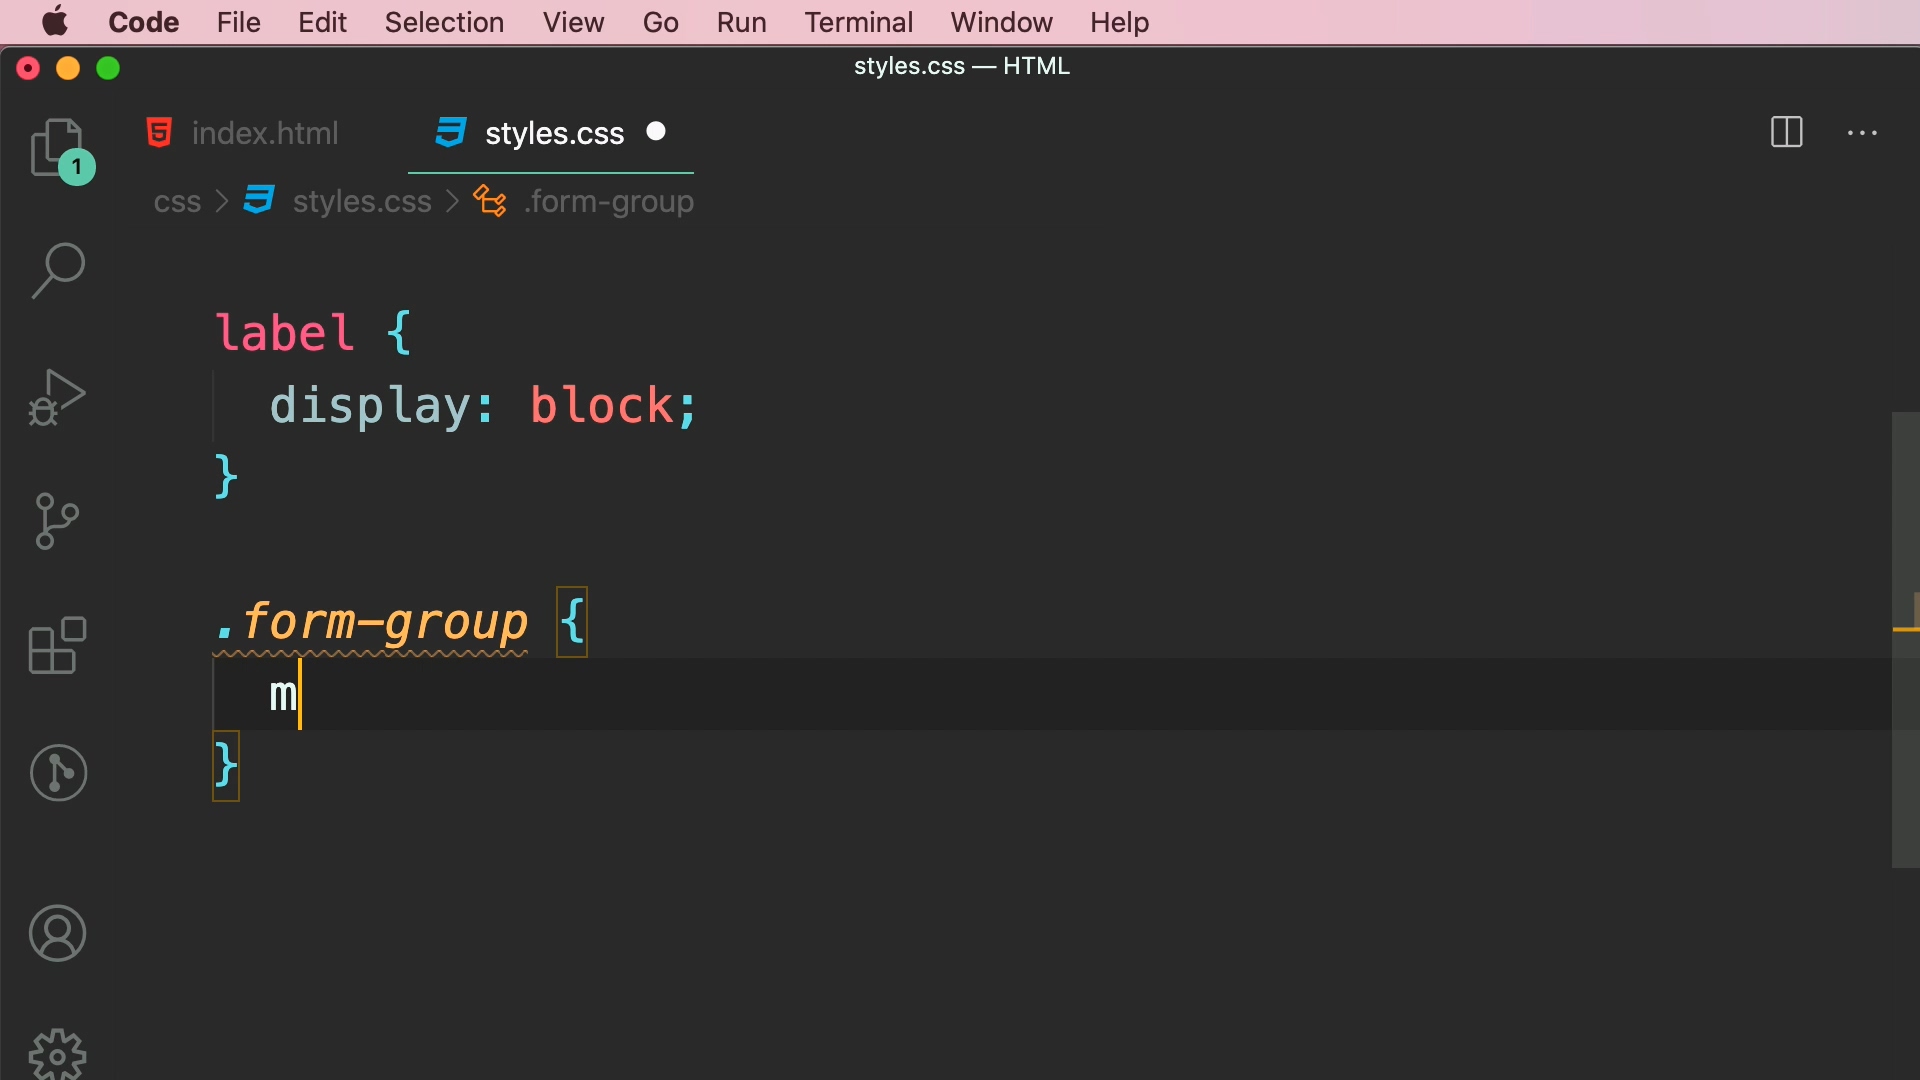 Code File Edit Selection View Go Run Terminal Window Help
styles.css — HTML
index.html styles.css
css > styles.css > .form-group
1
label {
display: block;
}
.form-group {
m
}